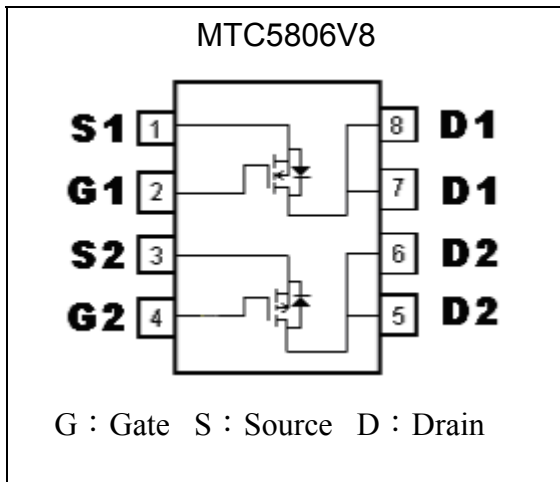 MTC5806V8
S1 1 8 D1
G1 2 7 D1
S2 3 6 D2
G2 4 5 D2
G：Gate S：Source D：Drain